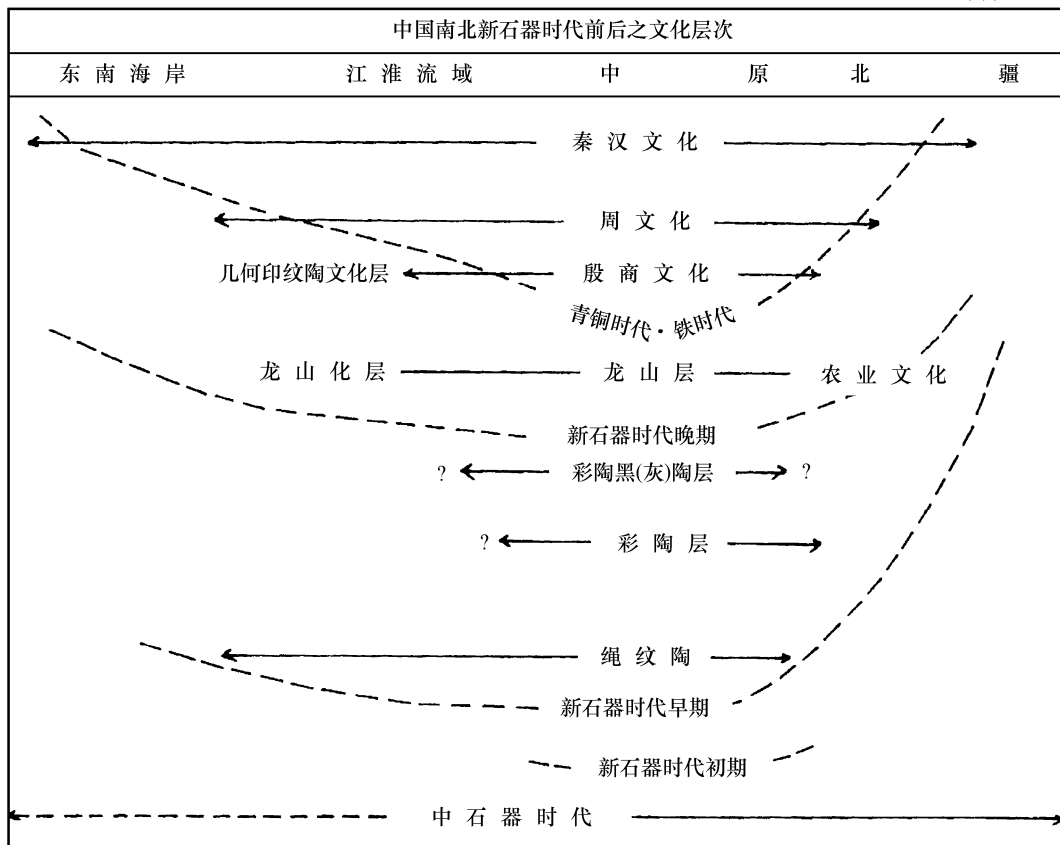 中国南北新石器时代前后之文化层次
东南海岸 江淮流域 中原 北疆
秦汉文化
周文化
几何印纹陶文化层 殷商文化
青铜时代·铁时代
龙山化层 龙山层 农业文化
新石器时代晚期
? 彩陶黑(灰)陶层 ?
? 彩陶层
绳纹陶
新石器时代早期
新石器时代初期
中石器时代